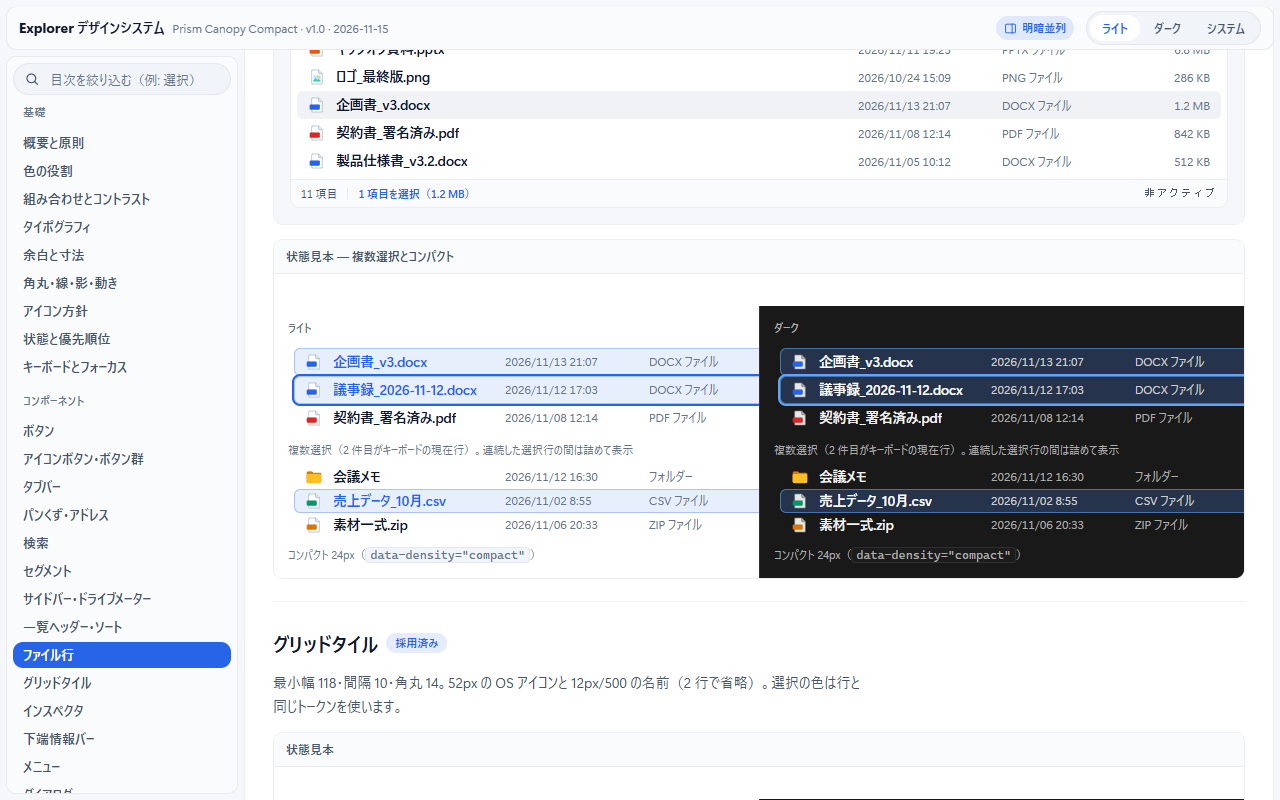 Explorer デザインシステム Prism Canopy Compact · v1.0 · 2026-11-15 明暗並列 ライト ダーク システム
目次を絞り込む（例: 選択）
基礎
概要と原則
色の役割
組み合わせとコントラスト
タイポグラフィ
余白と寸法
角丸・線・影・動き
アイコン方針
状態と優先順位
キーボードとフォーカス
コンポーネント
ボタン
アイコンボタン・ボタン群
タブバー
パンくず・アドレス
検索
セグメント
サイドバー・ドライブメーター
一覧ヘッダー・ソート
ファイル行
グリッドタイル
インスペクタ
下端情報バー
メニュー
ダイアログ
キックオフ資料.pptx 2026/11/11 19:25 PPTX ファイル 6.8 MB
ロゴ_最終版.png 2026/10/24 15:09 PNG ファイル 286 KB
企画書_v3.docx 2026/11/13 21:07 DOCX ファイル 1.2 MB
契約書_署名済み.pdf 2026/11/08 12:14 PDF ファイル 842 KB
製品仕様書_v3.2.docx 2026/11/05 10:12 DOCX ファイル 512 KB
11 項目 1 項目を選択（1.2 MB） 非アクティブ
状態見本 — 複数選択とコンパクト
ライト
企画書_v3.docx 2026/11/13 21:07 DOCX ファイル
議事録_2026-11-12.docx 2026/11/12 17:03 DOCX ファイル
契約書_署名済み.pdf 2026/11/08 12:14 PDF ファイル
複数選択（2 件目がキーボードの現在行）。連続した選択行の間は詰めて表示
会議メモ 2026/11/12 16:30 フォルダー
売上データ_10月.csv 2026/11/02 8:55 CSV ファイル
素材一式.zip 2026/11/06 20:33 ZIP ファイル
コンパクト 24px（data-density="compact"）
ダーク
企画書_v3.docx 2026/11/13 21:07 DOCX ファイル
議事録_2026-11-12.docx 2026/11/12 17:03 DOCX ファイル
契約書_署名済み.pdf 2026/11/08 12:14 PDF ファイル
複数選択（2 件目がキーボードの現在行）。連続した選択行の間は詰めて表示
会議メモ 2026/11/12 16:30 フォルダー
売上データ_10月.csv 2026/11/02 8:55 CSV ファイル
素材一式.zip 2026/11/06 20:33 ZIP ファイル
コンパクト 24px（data-density="compact"）
グリッドタイル 採用済み
最小幅 118・間隔 10・角丸 14。52px の OS アイコンと 12px/500 の名前（2 行で省略）。選択の色は行と
同じトークンを使います。
状態見本